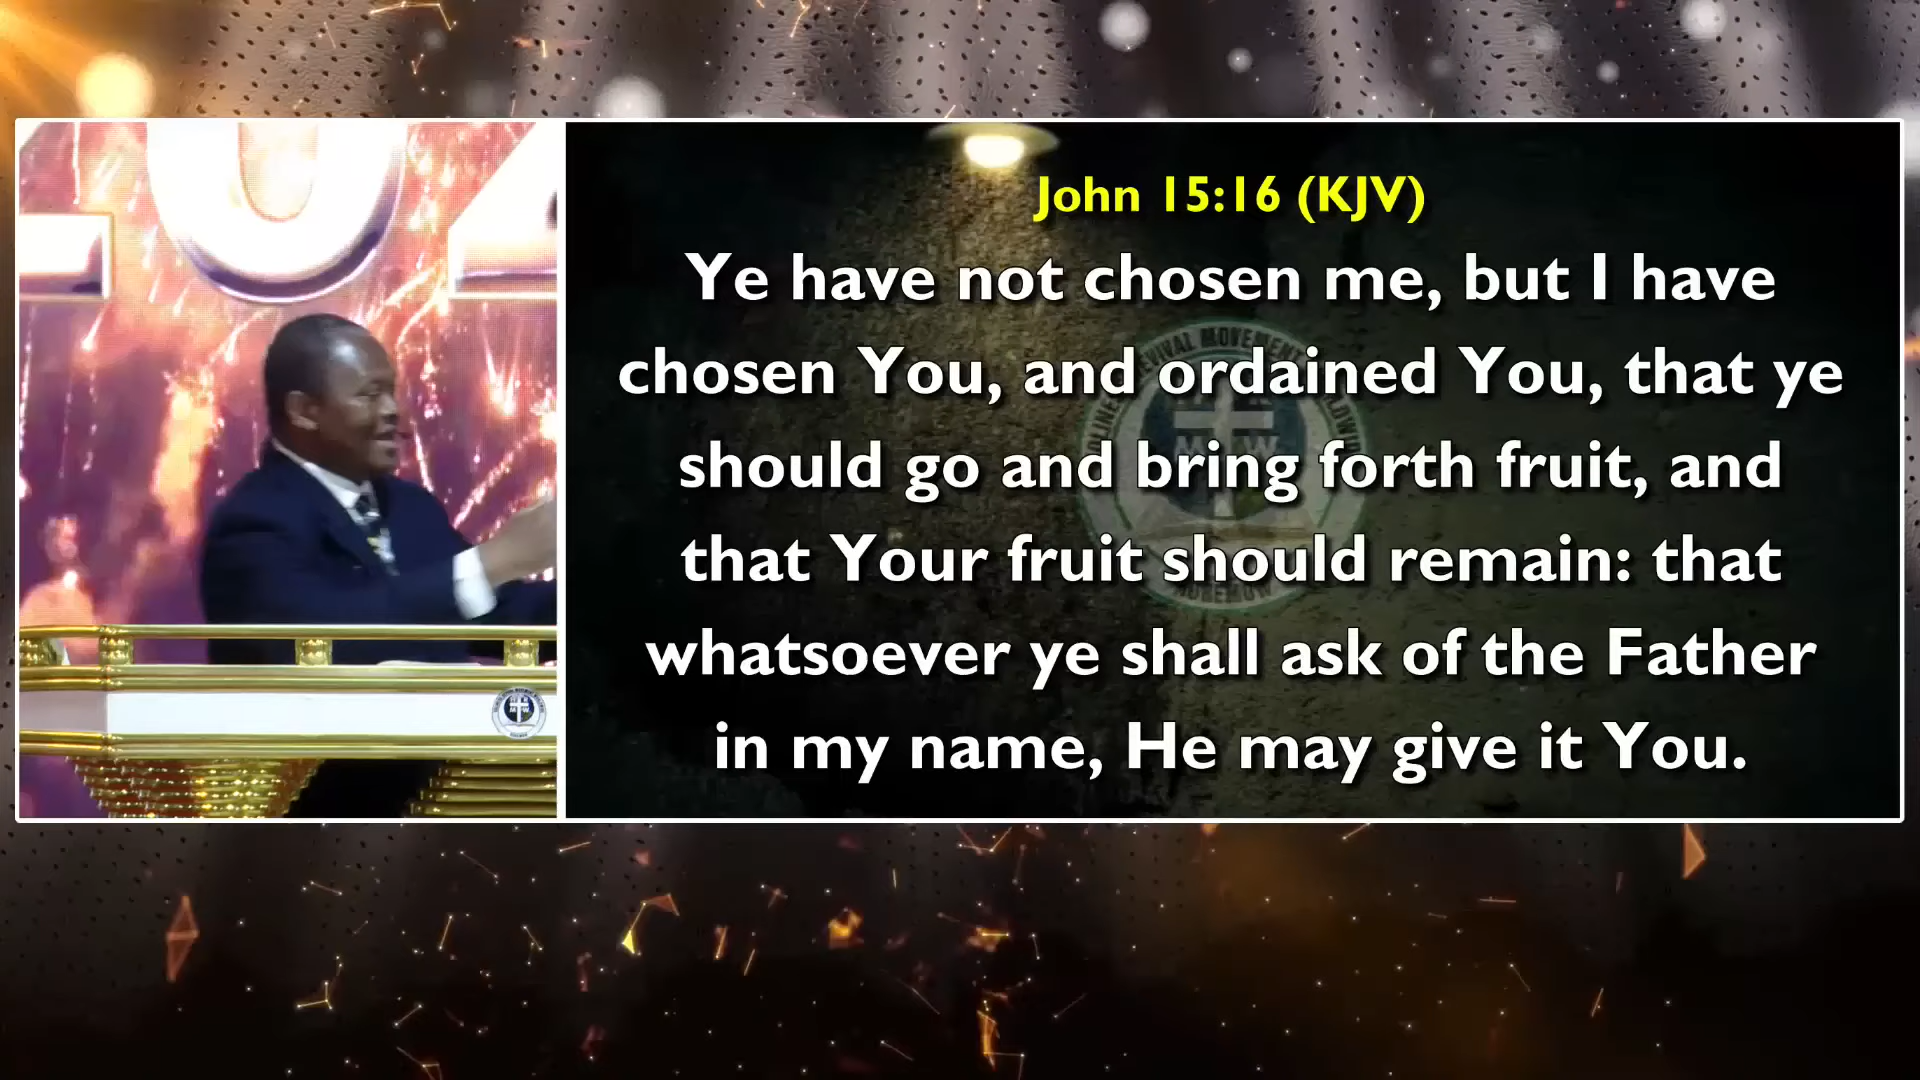 John 15:16 (KJV)
Ye have not chosen me, but I have
chosen You, and ordained You, that ye
should go and bring forth fruit, and
that Your fruit should remain: that
whatsoever ye shall ask of the Father
in my name, He may give it You.
REVIVAL MOVEMENT